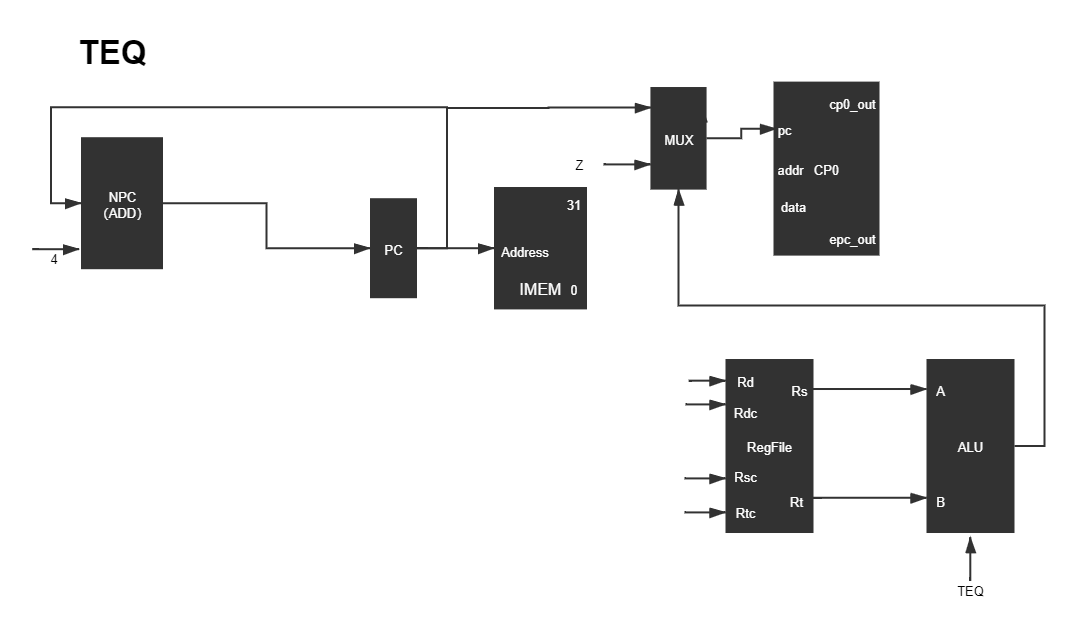 TEQ
cp0_out
MUX
pc
Z
addr CP0
NPC
(ADD)
31
data
PC
Address
epc_out
4
IMEM 0
Rd
Rs
A
Rdc
RegFile
ALU
Rsc
Rt
B
Rtc
TEQ